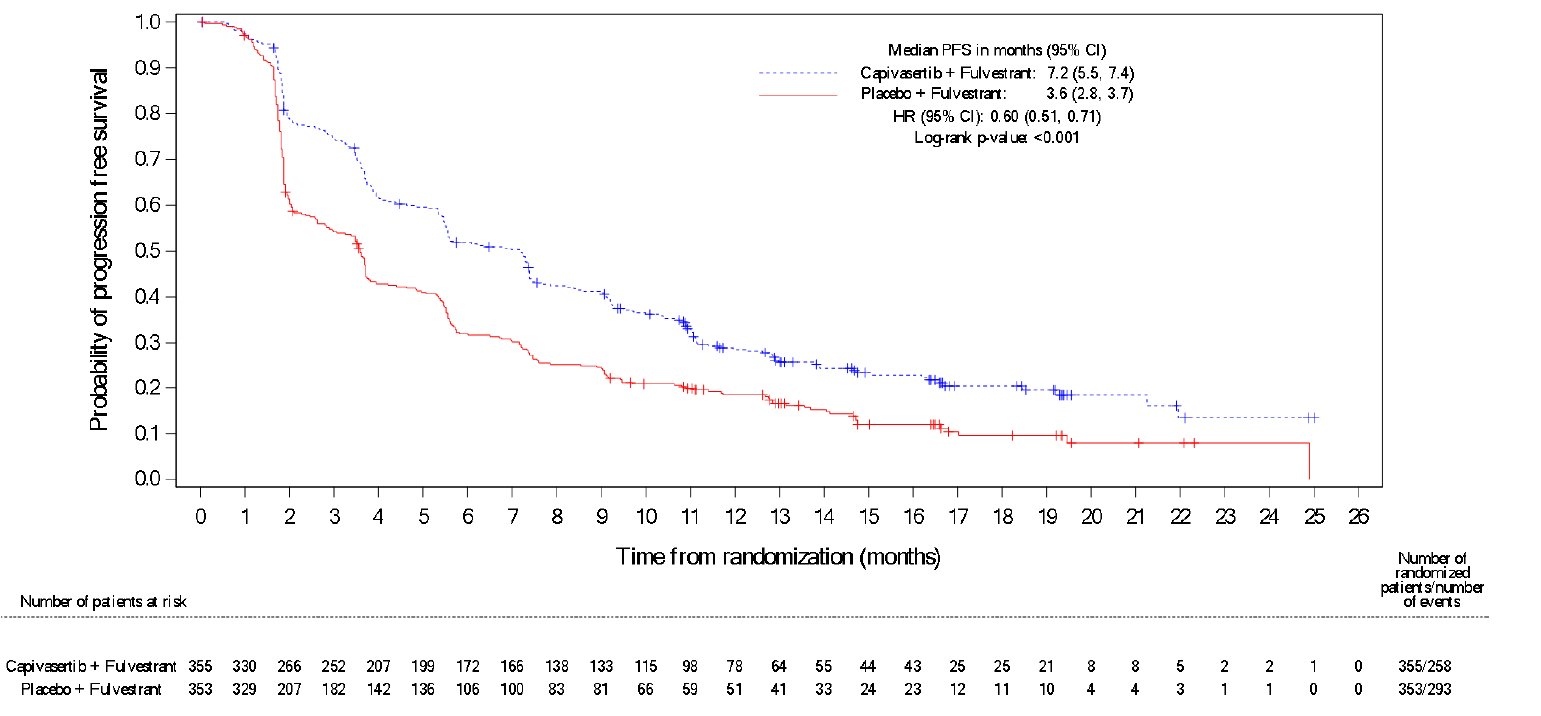 Median PFS in months (95% CI)
Capivasertib + Fulvestrant: 7.2 (5.5, 7.4)
Placebo + Fulvestrant: 3.6 (2.8, 3.7)
HR (95% CI): 0.60 (0.51, 0.71)
Log-rank p-value: <0.001
Probability of progression free survival
1.0
0.9
0.8
0.7
0.6
0.5
0.4
0.3
0.2
0.1
0.0
0 1 2 3 4 5 6 7 8 9 10 11 12 13 14 15 16 17 18 19 20 21 22 23 24 25 26
Time from randomization (months)
Number of
randomized
patients/number
of events
Number of patients at risk
Capivasertib + Fulvestrant 355 330 266 252 207 199 172 166 138 133 115 98 78 64 55 44 43 25 25 21 8 8 5 2 2 1 0 355/258
Placebo + Fulvestrant 353 329 207 182 142 136 106 100 83 81 66 59 51 41 33 24 23 12 11 10 4 4 3 1 1 0 0 353/293